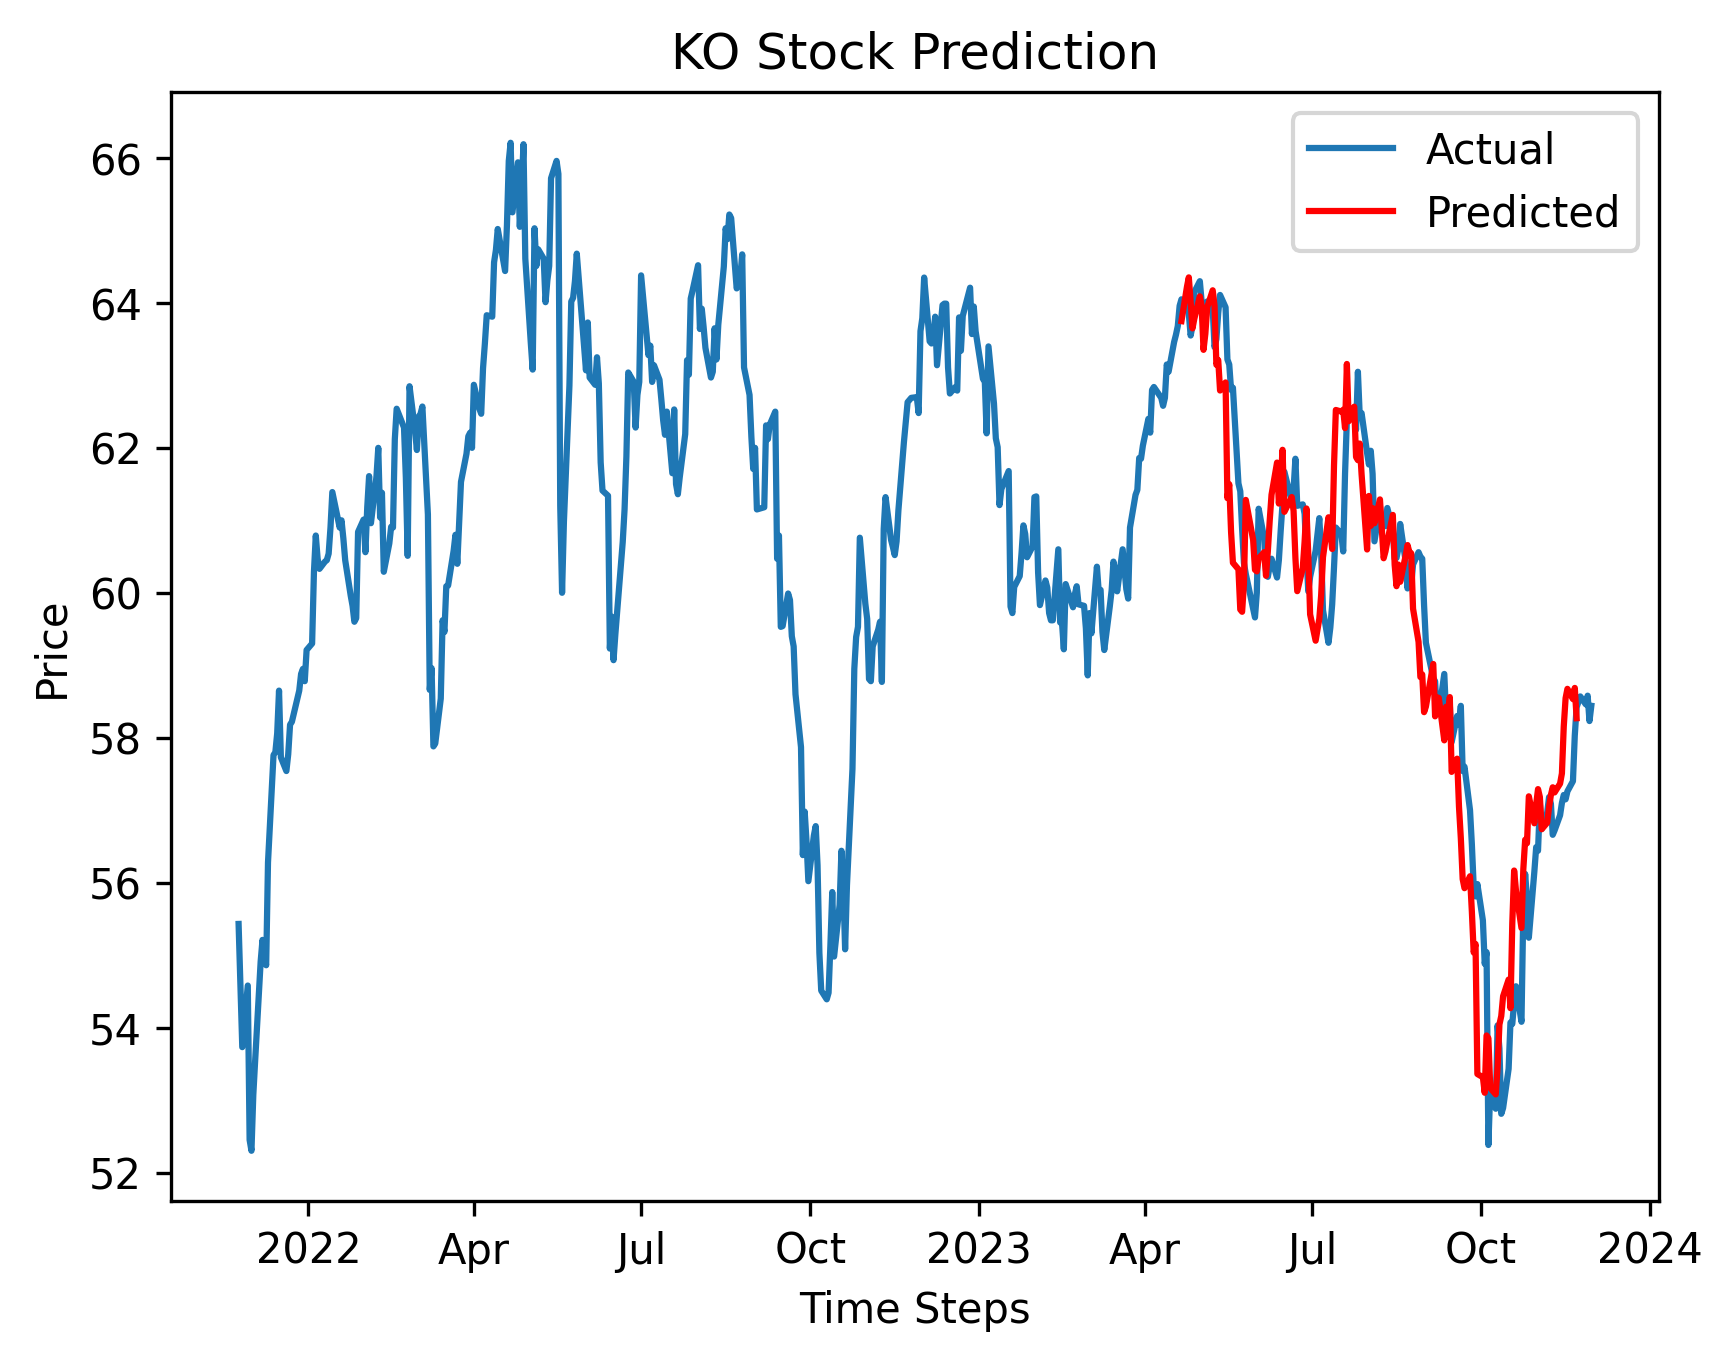 KO Stock Prediction
Actual
Predicted
66
64
62
60
58
56
54
52
Price
2022 Apr Jul Oct 2023 Apr Jul Oct 2024
Time Steps